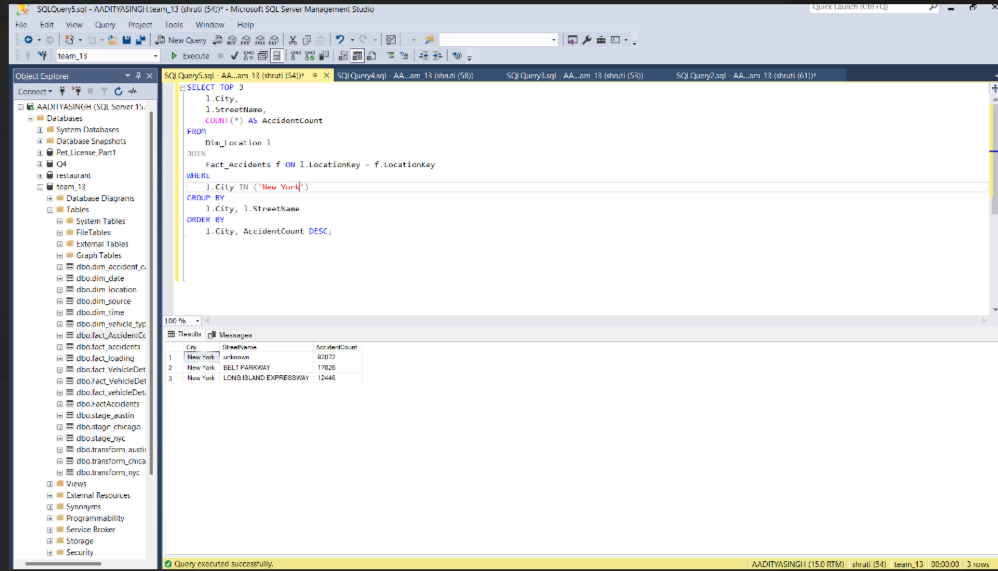 SQLQuery5.sql - AADITYASINGH.team_13 (shruti (54))* - Microsoft SQL Server Management Studio
Quick Launch (Ctrl+Q)
File Edit View Query Project Tools Window Help
New Query
team_13
Execute
Object Explorer
SQLQuery5.sql - AA...am_13 (shruti (54))*
SQLQuery4.sql - AA...am_13 (shruti (58))
SQLQuery3.sql - AA...am_13 (shruti (53))
SQLQuery2.sql - AA...am_13 (shruti (61))*
Connect
AADITYASINGH (SQL Server 15.
Databases
System Databases
Database Snapshots
Pet_License_Part1
Q4
restaurant
team_13
Database Diagrams
Tables
System Tables
FileTables
External Tables
Graph Tables
dbo.dim_accident_ca
dbo.dim_date
dbo.dim_location
dbo.dim_source
dbo.dim_time
dbo.dim_vehicle_typ
dbo.fact_AccidentCo
dbo.fact_accidents
dbo.fact_loading
dbo.fact_VehicleDet
dbo.Fact_VehicleDet
dbo.fact_vehicleDet
dbo.FactAccidents
dbo.stage_austin
dbo.stage_chicago
dbo.stage_nyc
dbo.transform_austi
dbo.transform_chica
dbo.transform_nyc
Views
External Resources
Synonyms
Programmability
Service Broker
Storage
Security
SELECT TOP 3
l.City,
l.StreetName,
COUNT(*) AS AccidentCount
FROM
Dim_Location l
JOIN
Fact_Accidents f ON l.LocationKey = f.LocationKey
WHERE
l.City IN ('New York')
GROUP BY
l.City, l.StreetName
ORDER BY
l.City, AccidentCount DESC;
100 %
Results Messages
City StreetName AccidentCount
1 New York unknown 92072
2 New York BELT PARKWAY 17826
3 New York LONG ISLAND EXPRESSWAY 12446
Query executed successfully.
AADITYASINGH (15.0 RTM) shruti (54) team_13 00:00:00 3 rows